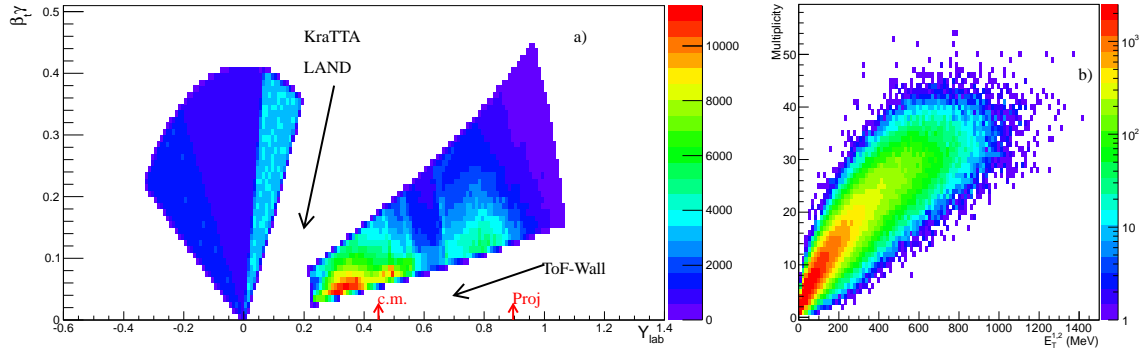 β_tγ
0.5
0.4
0.3
0.2
0.1
0
-0.6 -0.4 -0.2 0 0.2 0.4 0.6 0.8 1 1.2 1.4
Y_lab
KraTTA
LAND
a)
ToF-Wall
c.m.
Proj
10000
8000
6000
4000
2000
0
Multiplicity
50
40
30
20
10
0
0 200 400 600 800 1000 1200 1400
E_T^{1,2} (MeV)
b)
10^3
10^2
10
1